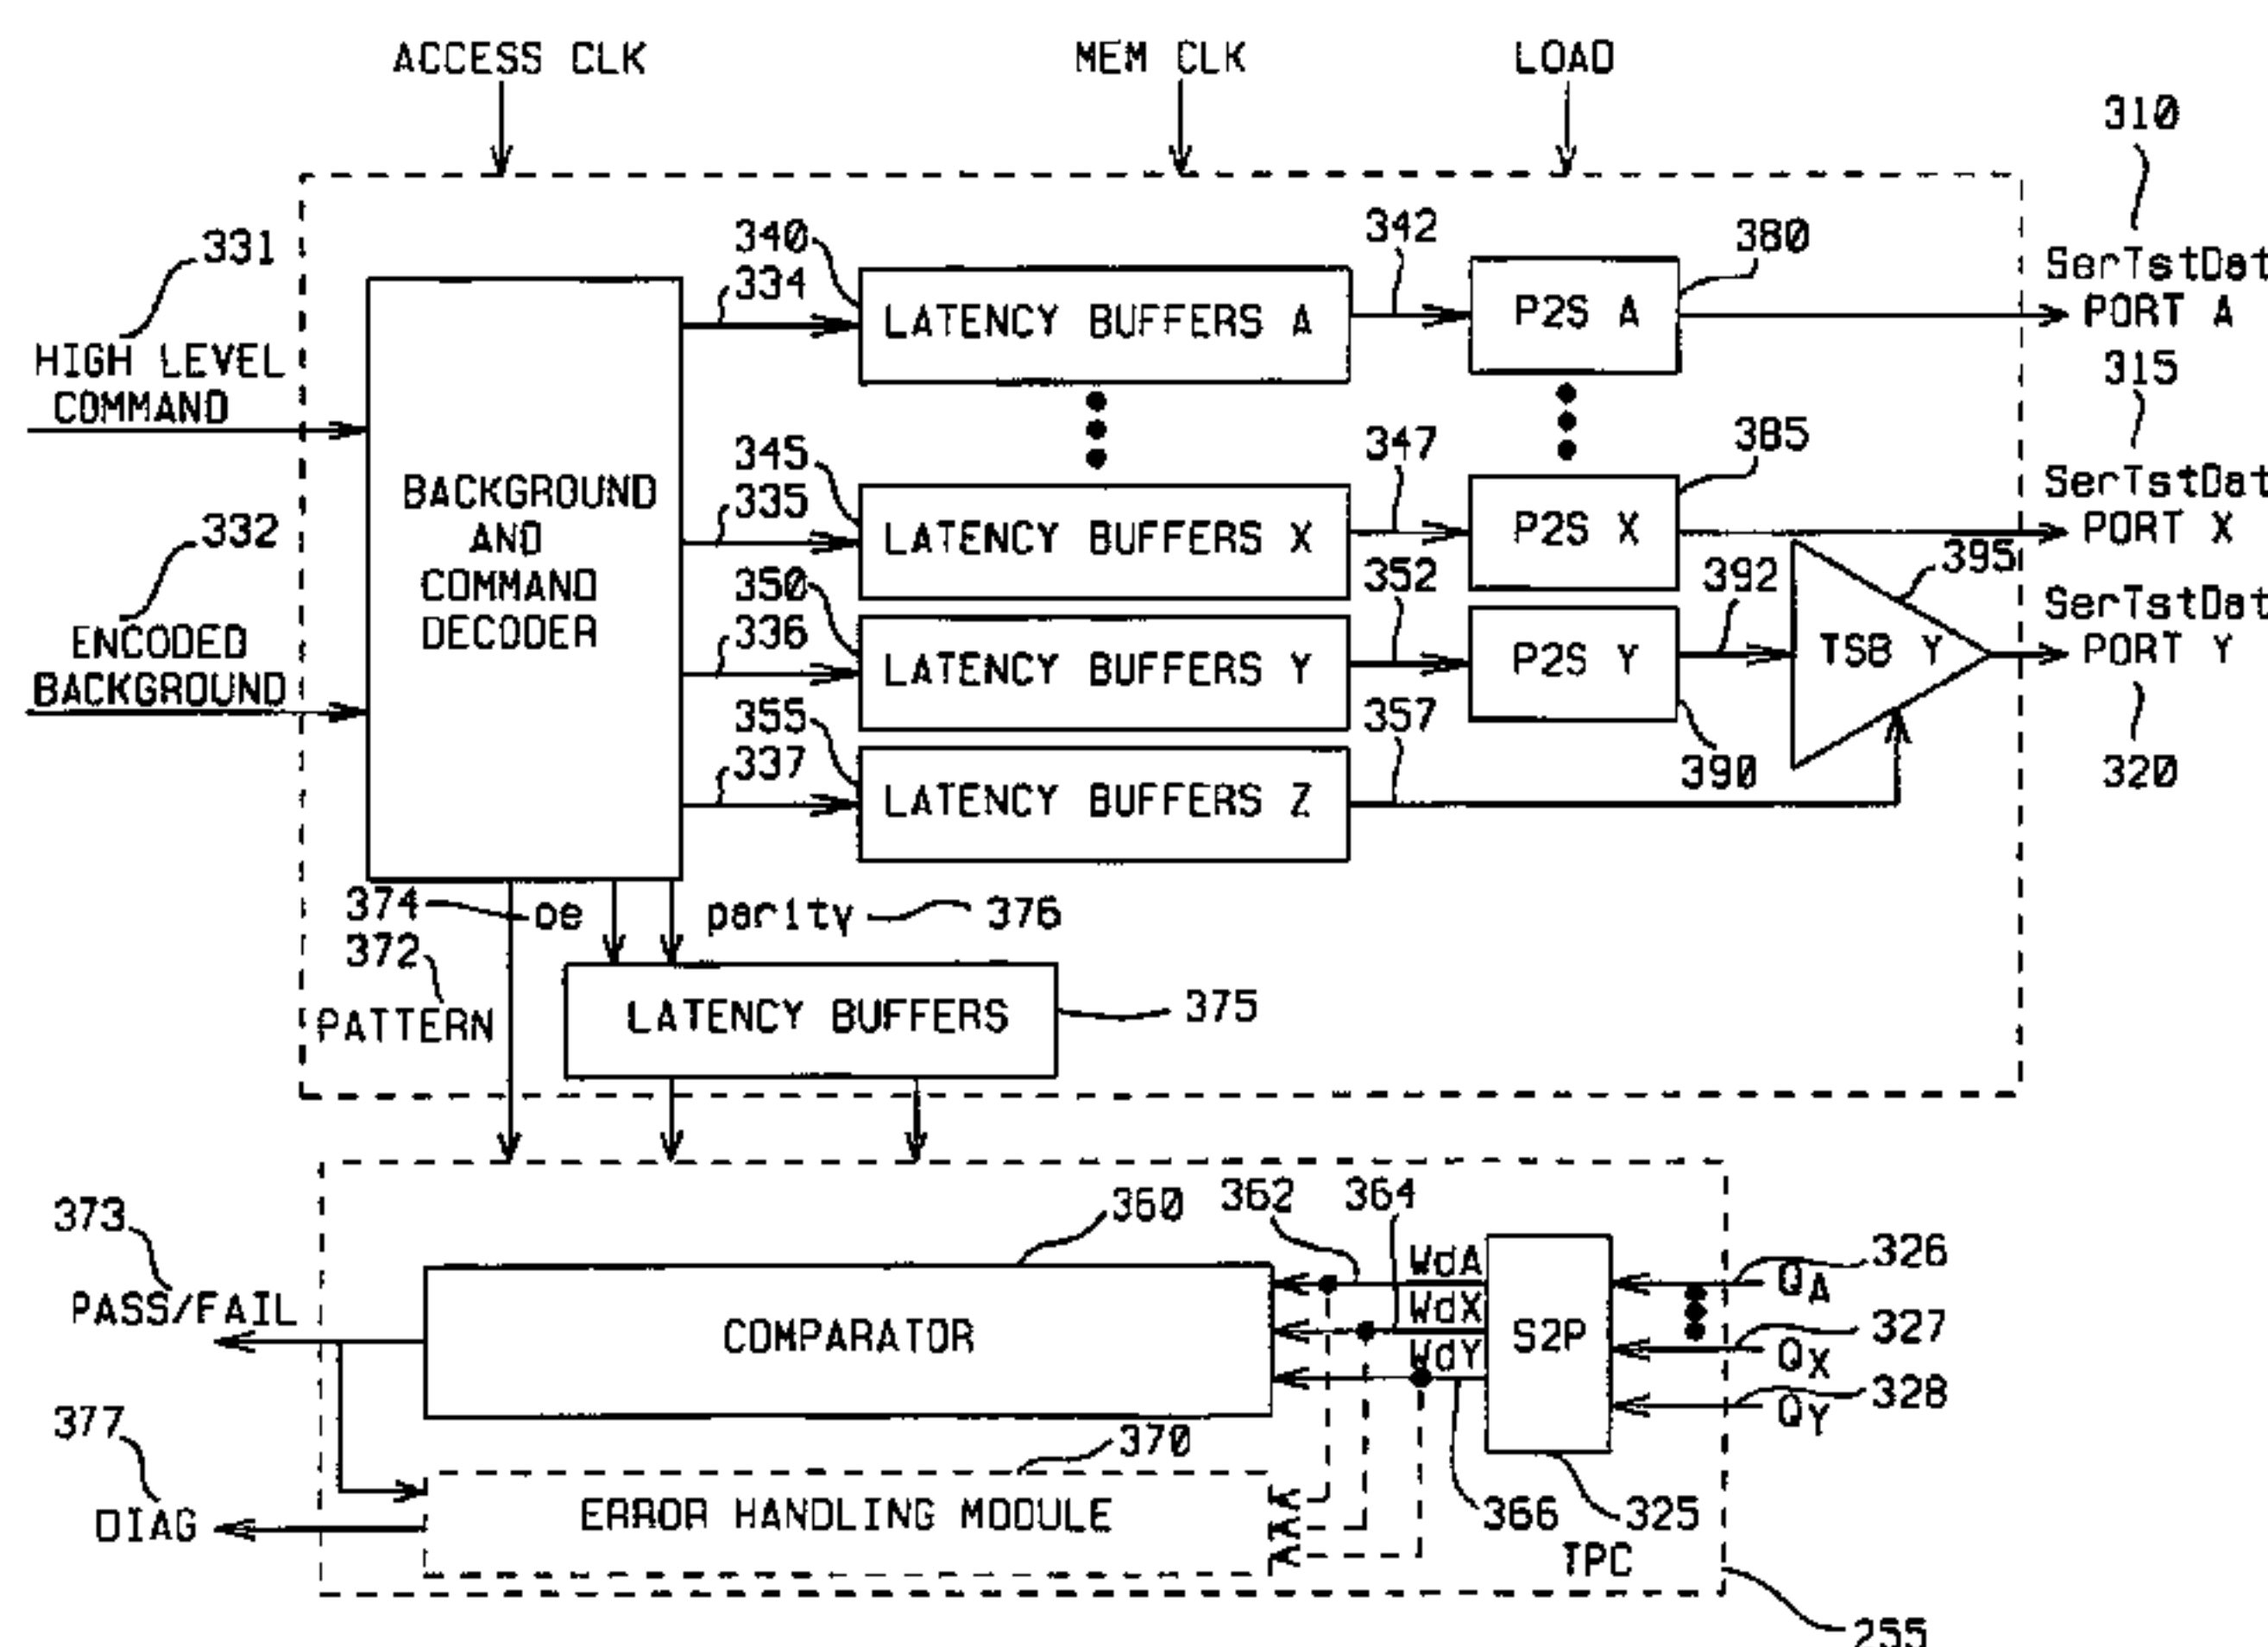 ACCESS CLK
MEM CLK
LOAD
310
331
340
334
342
380
SerTstDat
PORT A
LATENCY BUFFERS A
P2S A
HIGH LEVEL
COMMAND
315
345
335
347
385
SerTstDat
PORT X
BACKGROUND
AND
COMMAND
DECODER
LATENCY BUFFERS X
P2S X
332
350
336
352
392
395
SerTstDat
PORT Y
ENCODED
BACKGROUND
LATENCY BUFFERS Y
P2S Y
TSB Y
355
337
357
390
320
LATENCY BUFFERS Z
374
oe
parity
376
372
PATTERN
LATENCY BUFFERS
375
373
PASS/FAIL
360
362
364
WdA
WdX
WdY
COMPARATOR
S2P
326
QA
327
QX
328
QY
377
DIAG
370
ERROR HANDLING MODULE
366
325
TPC
255